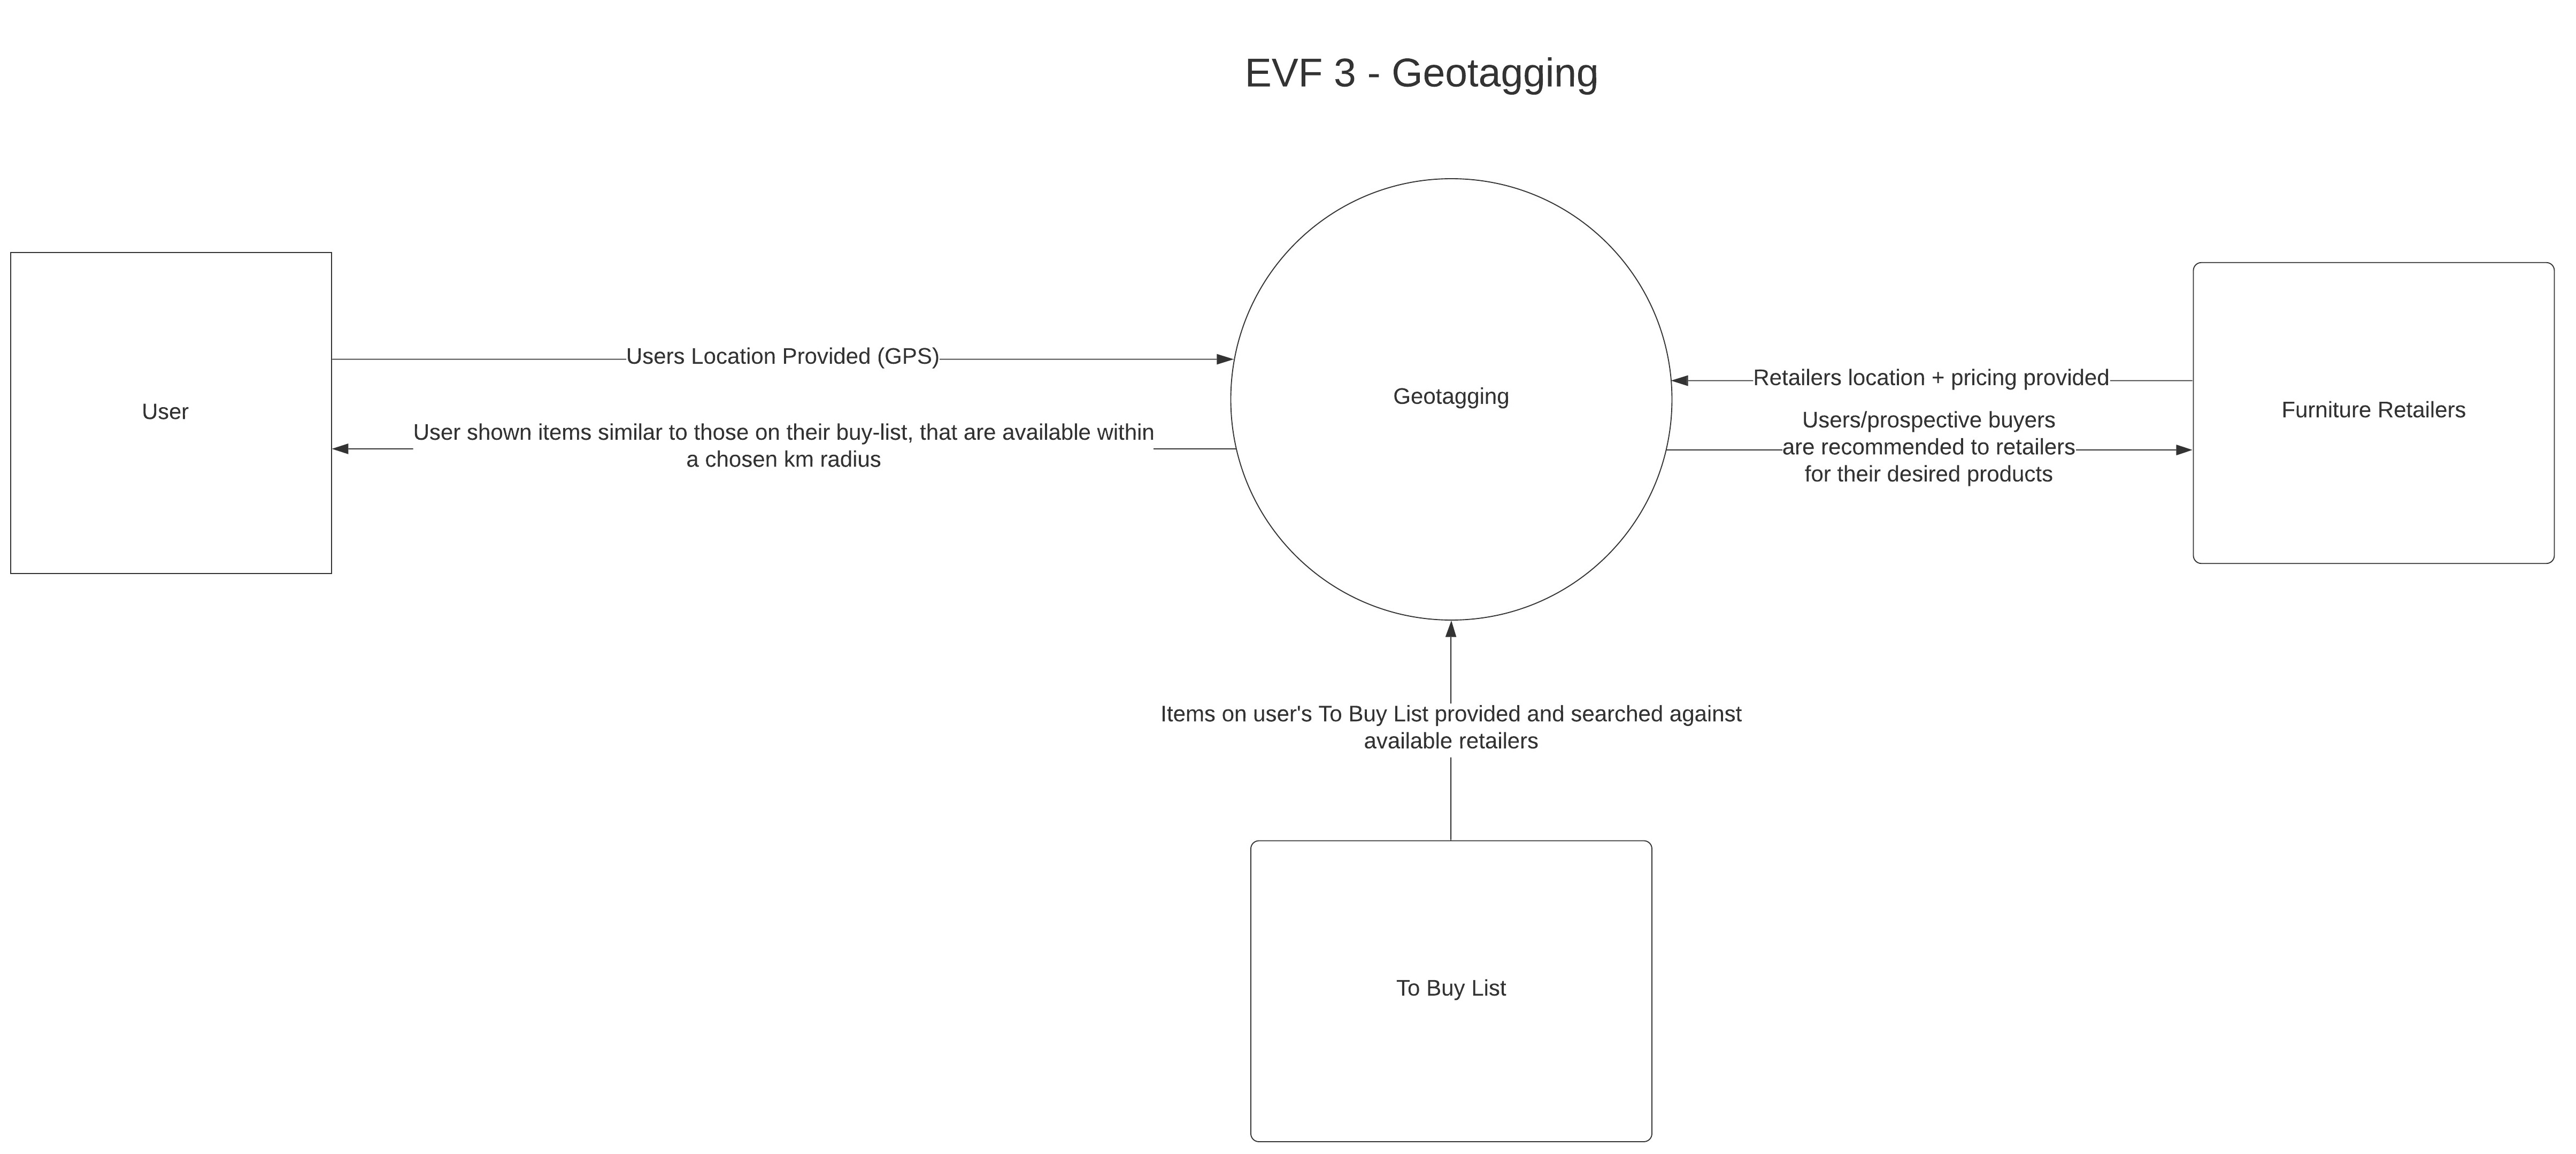 EVF 3 - Geotagging
User
Users Location Provided (GPS)
User shown items similar to those on their buy-list, that are available within
a chosen km radius
Geotagging
Retailers location + pricing provided
Users/prospective buyers
are recommended to retailers
for their desired products
Furniture Retailers
Items on user's To Buy List provided and searched against
available retailers
To Buy List